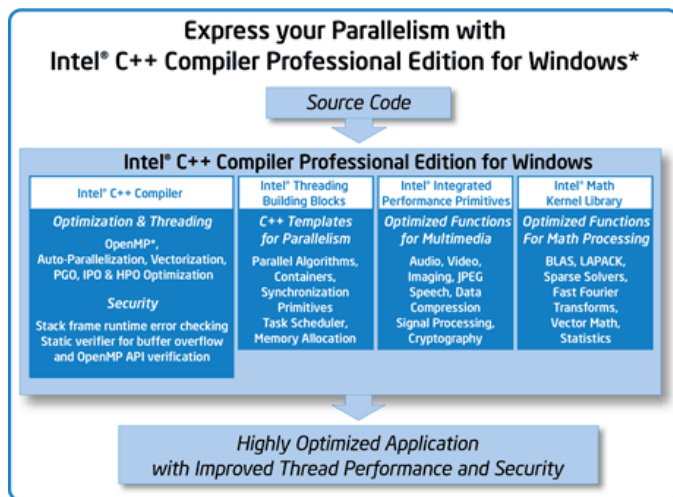 Express your Parallelism with
Intel® C++ Compiler Professional Edition for Windows*
Source Code
Intel® C++ Compiler Professional Edition for Windows
Intel® C++ Compiler
Optimization & Threading
OpenMP*,
Auto-Parallelization, Vectorization,
PGO, IPO & HPO Optimization
Security
Stack frame runtime error checking
Static verifier for buffer overflow
and OpenMP API verification
Intel® Threading
Building Blocks
C++ Templates
for Parallelism
Parallel Algorithms,
Containers,
Synchronization
Primitives
Task Scheduler,
Memory Allocation
Intel® Integrated
Performance Primitives
Optimized Functions
for Multimedia
Audio, Video,
Imaging, JPEG
Speech, Data
Compression
Signal Processing,
Cryptography
Intel® Math
Kernel Library
Optimized Functions
For Math Processing
BLAS, LAPACK,
Sparse Solvers,
Fast Fourier
Transforms,
Vector Math,
Statistics
Highly Optimized Application
with Improved Thread Performance and Security